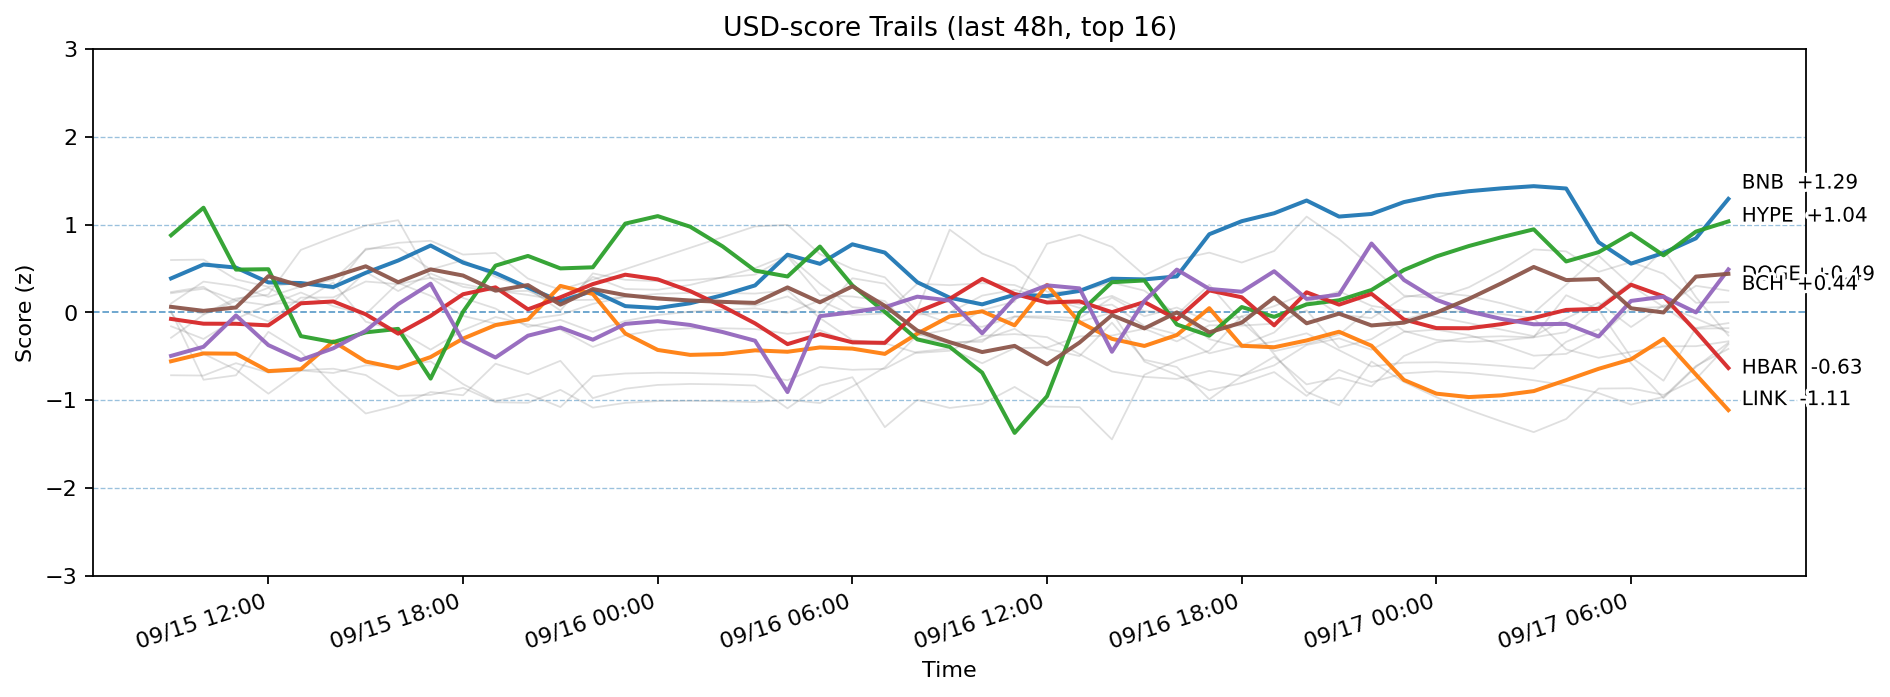 USD-score Trails (last 48h, top 16)
Score (z)
3
2
1
0
−1
−2
−3
BNB +1.29
HYPE +1.04
DOGE +0.49
BCH +0.44
HBAR -0.63
LINK -1.11
09/15 12:00
09/15 18:00
09/16 00:00
09/16 06:00
09/16 12:00
09/16 18:00
09/17 00:00
09/17 06:00
Time